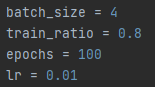 batch_size = 4
train_ratio = 0.8
epochs = 100
lr = 0.01